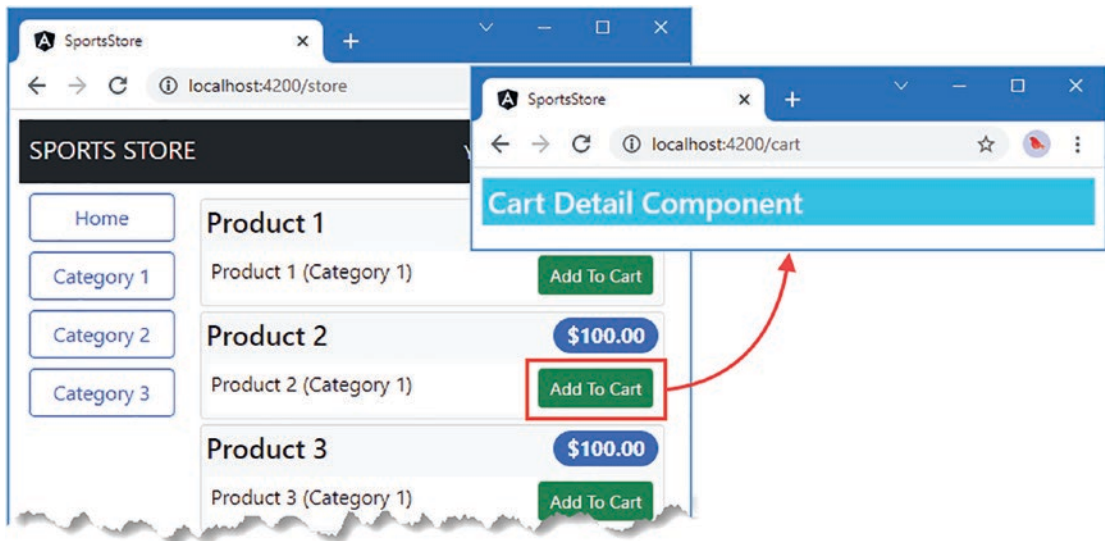 SportsStore
localhost:4200/store
SPORTS STORE
Home
Category 1
Category 2
Category 3
Product 1
Product 1 (Category 1)
Add To Cart
Product 2
$100.00
Product 2 (Category 1)
Add To Cart
Product 3
$100.00
Product 3 (Category 1)
Add To Cart
SportsStore
localhost:4200/cart
Cart Detail Component